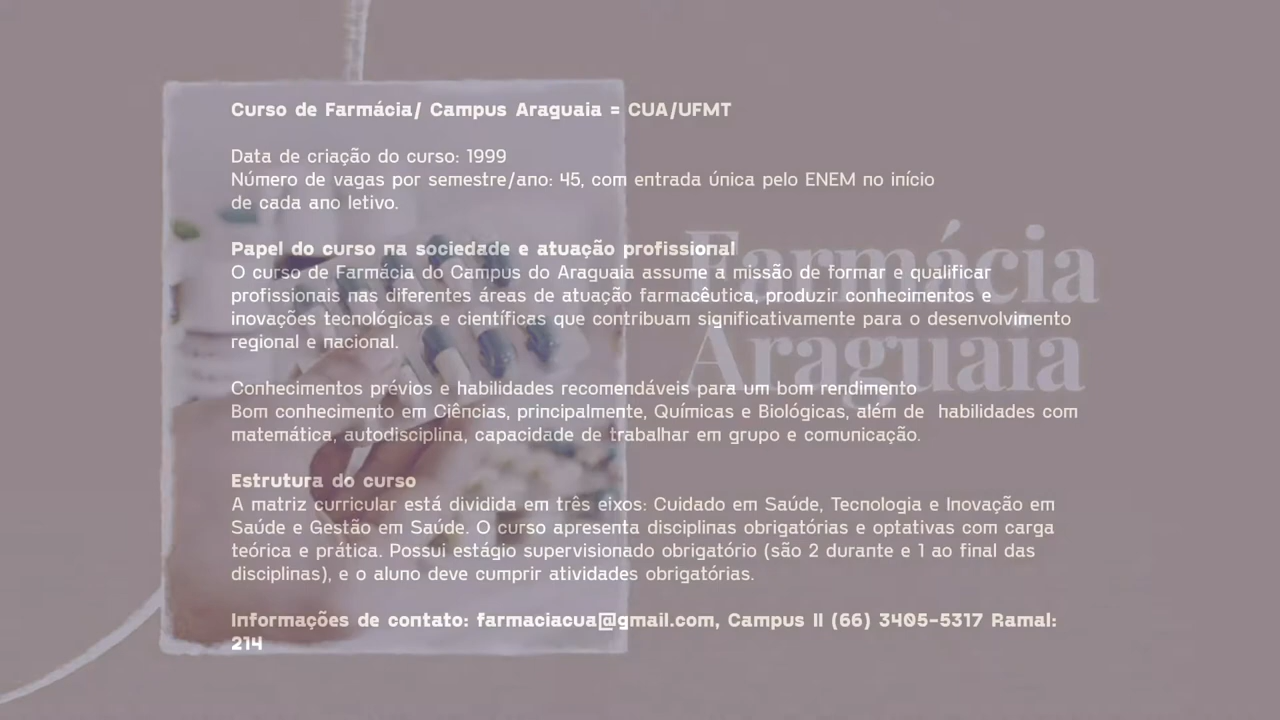 Curso de Farmácia/ Campus Araguaia = CUA/UFMT
Data de criação do curso: 1999
Número de vagas por semestre/ano: 45, com entrada única pelo ENEM no início
de cada ano letivo.
Papel do curso na sociedade e atuação profissional
O curso de Farmácia do Campus do Araguaia assume a missão de formar e qualificar
profissionais nas diferentes áreas de atuação farmacêutica, produzir conhecimentos e
inovações tecnológicas e científicas que contribuam significativamente para o desenvolvimento
regional e nacional.
Conhecimentos prévios e habilidades recomendáveis para um bom rendimento
Bom conhecimento em Ciências, principalmente, Químicas e Biológicas, além de  habilidades com
matemática, autodisciplina, capacidade de trabalhar em grupo e comunicação.
Estrutura do curso
A matriz curricular está dividida em três eixos: Cuidado em Saúde, Tecnologia e Inovação em
Saúde e Gestão em Saúde. O curso apresenta disciplinas obrigatórias e optativas com carga
teórica e prática. Possui estágio supervisionado obrigatório (são 2 durante e 1 ao final das
disciplinas), e o aluno deve cumprir atividades obrigatórias.
Informações de contato: farmaciacua@gmail.com, Campus II (66) 3405-5317 Ramal:
214
Farmácia
Araguaia